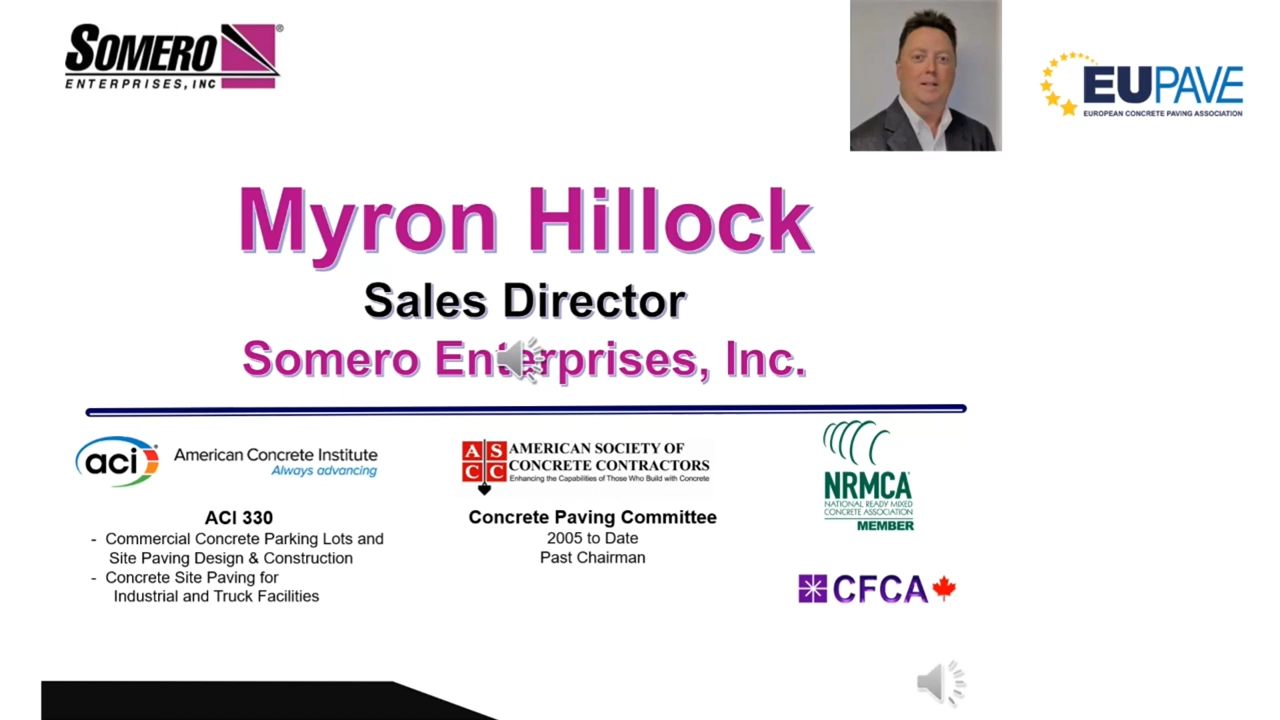 SOMERO®
ENTERPRISES, INC
EUPAVE
EUROPEAN CONCRETE PAVING ASSOCIATION
Myron Hillock
Sales Director
Somero Enterprises, Inc.
aci American Concrete Institute
Always advancing
ACI 330
- Commercial Concrete Parking Lots and
Site Paving Design & Construction
- Concrete Site Paving for
Industrial and Truck Facilities
AS
CC
AMERICAN SOCIETY OF
CONCRETE CONTRACTORS
Enhancing the Capabilities of Those Who Build with Concrete
Concrete Paving Committee
2005 to Date
Past Chairman
NRMCA
NATIONAL READY MIXED
CONCRETE ASSOCIATION
MEMBER
CFCA